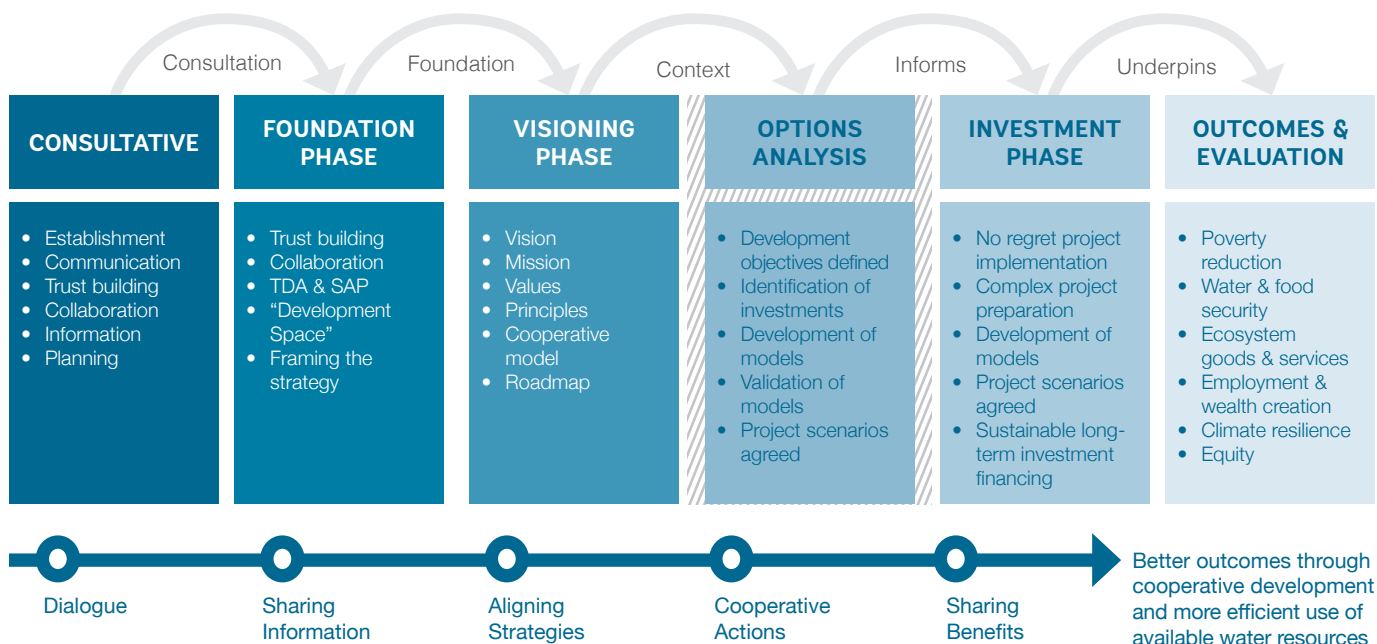 Consultation
Foundation
Context
Informs
Underpins
CONSULTATIVE
FOUNDATION
PHASE
VISIONING
PHASE
OPTIONS
ANALYSIS
INVESTMENT
PHASE
OUTCOMES &
EVALUATION
• Establishment
• Communication
• Trust building
• Collaboration
• Information
• Planning
• Trust building
• Collaboration
• TDA & SAP
• “Development
Space”
• Framing the
strategy
• Vision
• Mission
• Values
• Principles
• Cooperative
model
• Roadmap
• Development
objectives defined
• Identification of
investments
• Development of
models
• Validation of
models
• Project scenarios
agreed
• No regret project
implementation
• Complex project
preparation
• Development of
models
• Project scenarios
agreed
• Sustainable long-
term investment
financing
• Poverty
reduction
• Water & food
security
• Ecosystem
goods & services
• Employment &
wealth creation
• Climate resilience
• Equity
Dialogue
Sharing
Information
Aligning
Strategies
Cooperative
Actions
Sharing
Benefits
Better outcomes through
cooperative development
and more efficient use of
available water resources